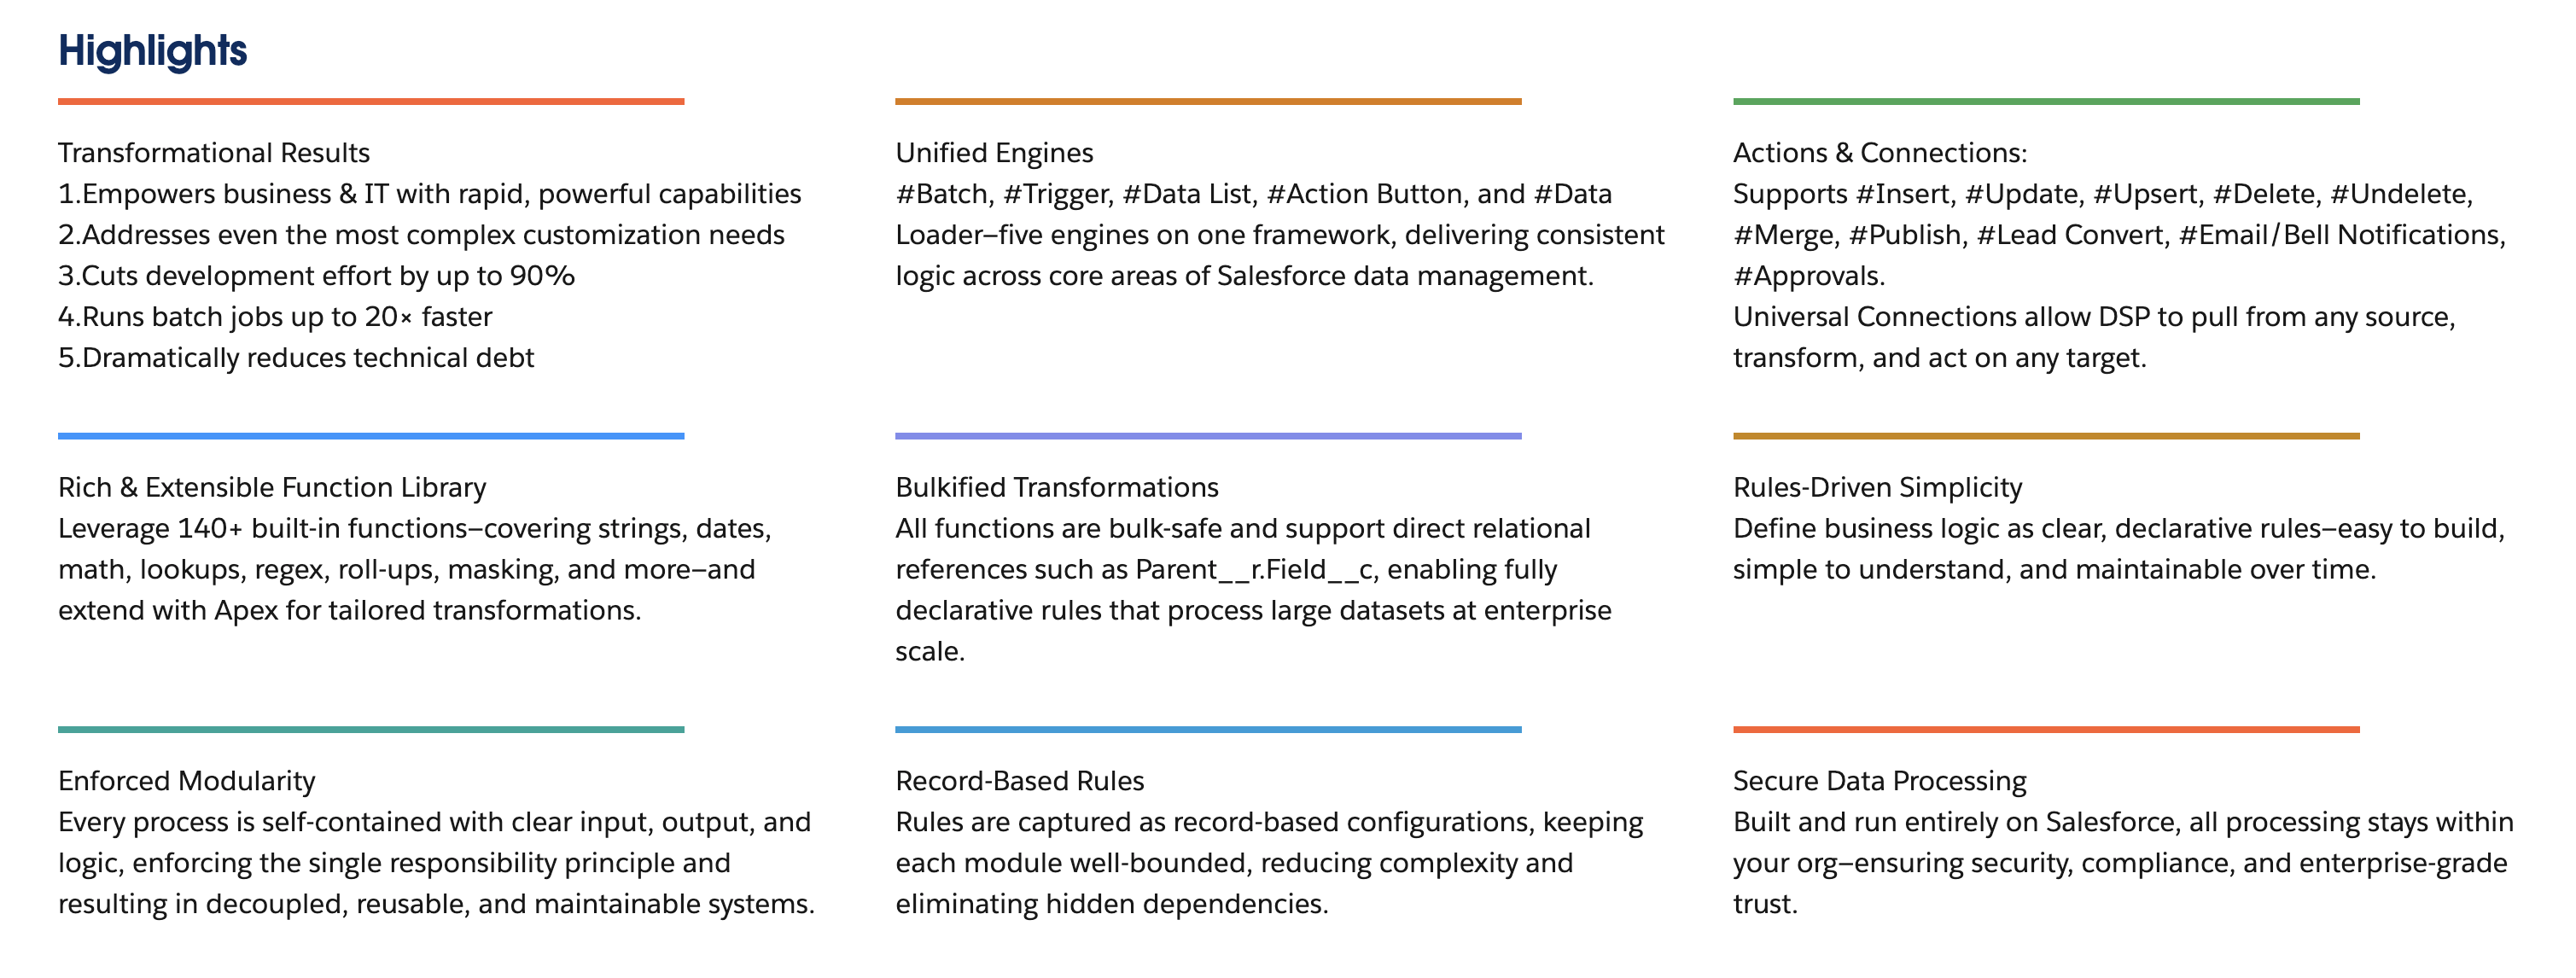 Highlights
Transformational Results
1.Empowers business & IT with rapid, powerful capabilities
2.Addresses even the most complex customization needs
3.Cuts development effort by up to 90%
4.Runs batch jobs up to 20× faster
5.Dramatically reduces technical debt
Unified Engines
#Batch, #Trigger, #Data List, #Action Button, and #Data
Loader—five engines on one framework, delivering consistent
logic across core areas of Salesforce data management.
Actions & Connections:
Supports #Insert, #Update, #Upsert, #Delete, #Undelete,
#Merge, #Publish, #Lead Convert, #Email/Bell Notifications,
#Approvals.
Universal Connections allow DSP to pull from any source,
transform, and act on any target.
Rich & Extensible Function Library
Leverage 140+ built-in functions—covering strings, dates,
math, lookups, regex, roll-ups, masking, and more—and
extend with Apex for tailored transformations.
Bulkified Transformations
All functions are bulk-safe and support direct relational
references such as Parent__r.Field__c, enabling fully
declarative rules that process large datasets at enterprise
scale.
Rules-Driven Simplicity
Define business logic as clear, declarative rules—easy to build,
simple to understand, and maintainable over time.
Enforced Modularity
Every process is self-contained with clear input, output, and
logic, enforcing the single responsibility principle and
resulting in decoupled, reusable, and maintainable systems.
Record-Based Rules
Rules are captured as record-based configurations, keeping
each module well-bounded, reducing complexity and
eliminating hidden dependencies.
Secure Data Processing
Built and run entirely on Salesforce, all processing stays within
your org—ensuring security, compliance, and enterprise-grade
trust.